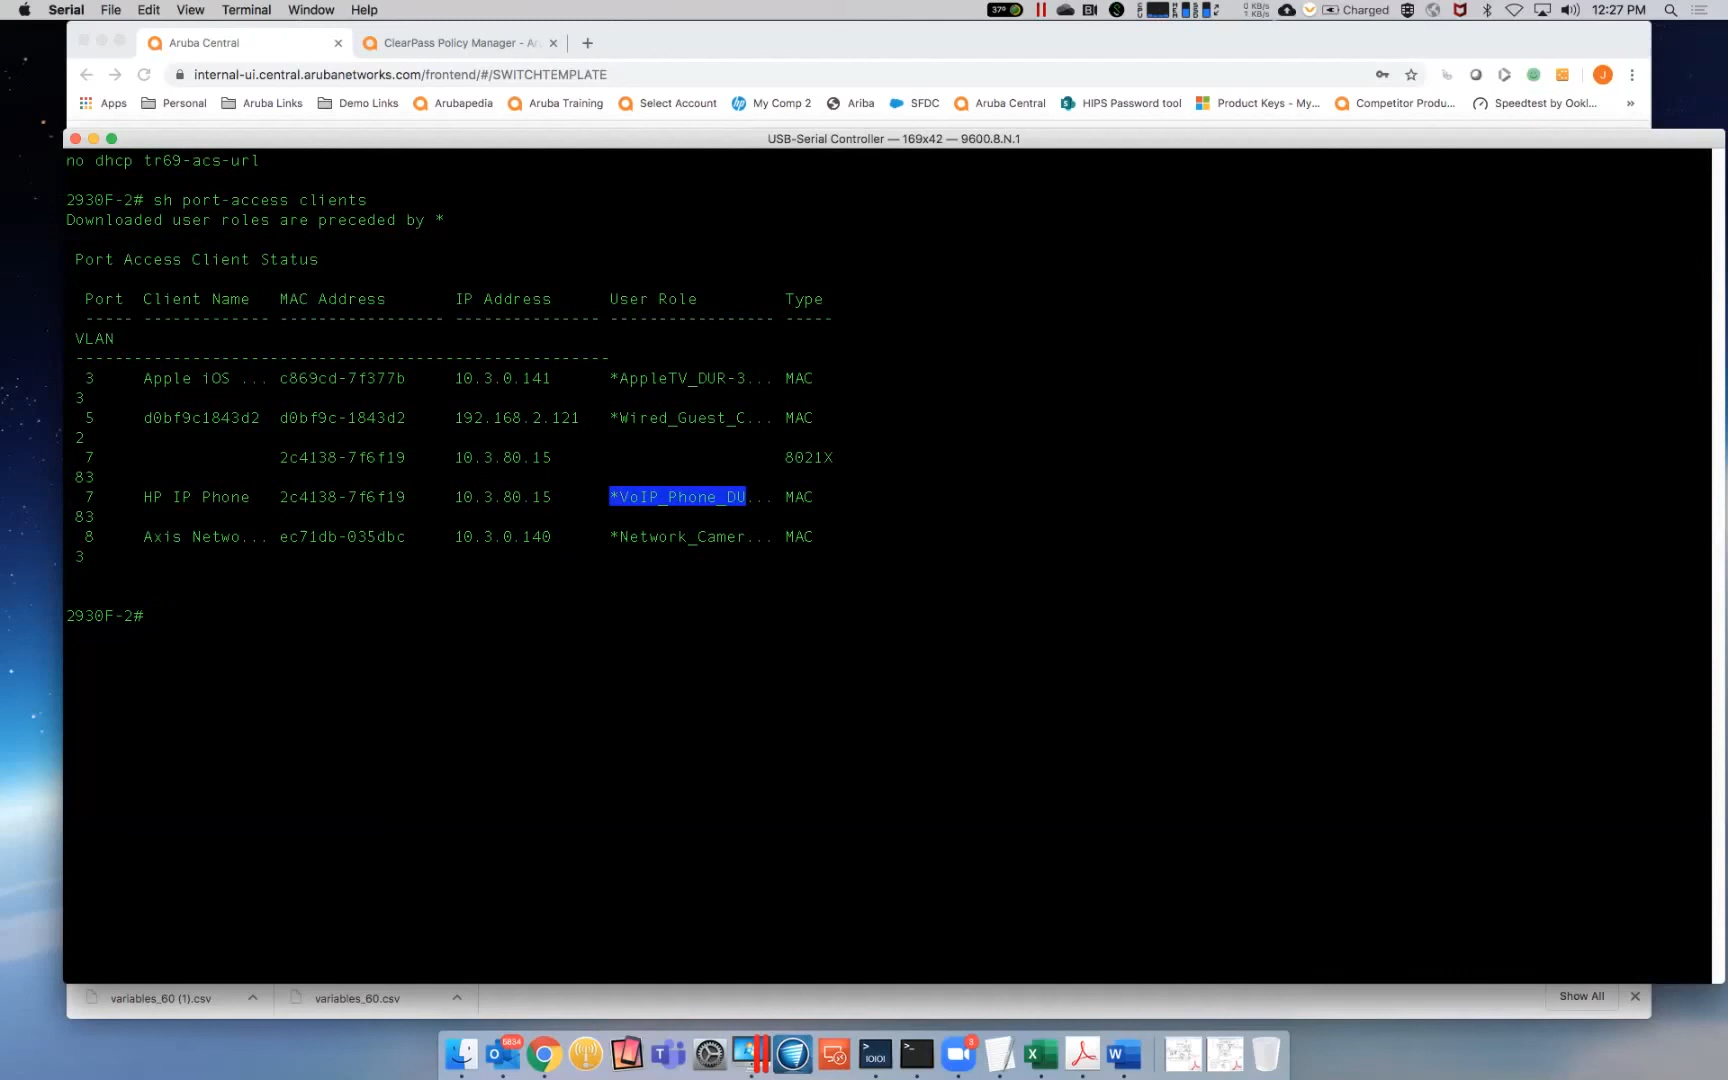 Serial File Edit View Terminal Window Help 37° 0 KB/s 1 KB/s Charged 12:27 PM
Aruba Central ClearPass Policy Manager - Ar
internal-ui.central.arubanetworks.com/frontend/#/SWITCHTEMPLATE J
Apps Personal Aruba Links Demo Links Arubapedia Aruba Training Select Account My Comp 2 Ariba SFDC Aruba Central HIPS Password tool Product Keys - My... Competitor Produ... Speedtest by Ookl... »
USB-Serial Controller — 169x42 — 9600.8.N.1
no dhcp tr69-acs-url
2930F-2# sh port-access clients
Downloaded user roles are preceded by *
Port Access Client Status
Port Client Name MAC Address IP Address User Role Type
----- ------------- ----------------- --------------- ----------------- -----
VLAN
-------------------------------------------------------
3 Apple iOS ... c869cd-7f377b 10.3.0.141 *AppleTV_DUR-3... MAC
3
5 d0bf9c1843d2 d0bf9c-1843d2 192.168.2.121 *Wired_Guest_C... MAC
2
7 2c4138-7f6f19 10.3.80.15 8021X
83
7 HP IP Phone 2c4138-7f6f19 10.3.80.15 *VoIP_Phone_DU... MAC
83
8 Axis Netwo... ec71db-035dbc 10.3.0.140 *Network_Camer... MAC
3
2930F-2#
variables_60 (1).csv variables_60.csv Show All
5834 3